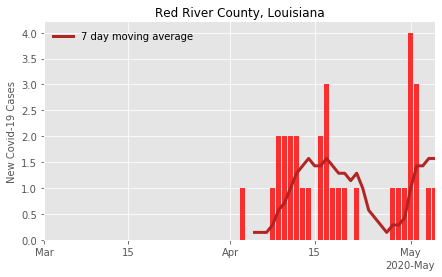 Red River County, Louisiana
7 day moving average
New Covid-19 Cases
4.0
3.5
3.0
2.5
2.0
1.5
1.0
0.5
0.0
Mar 15 Apr 15 May
2020-May